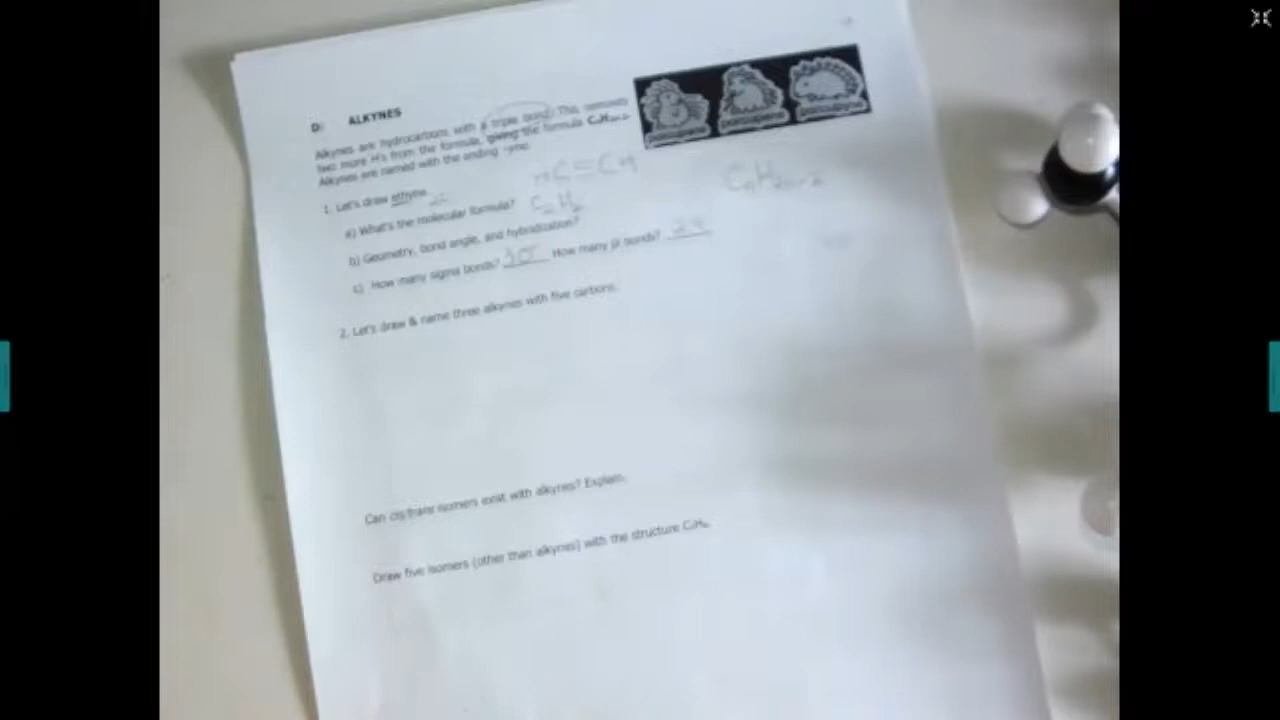 D: ALKYNES
Alkynes are hydrocarbons with a triple bond. This removes
two more H's from the formula, giving the formula CnH2n-2
Alkynes are named with the ending -yne.
HC≡CH
CnH2n-2
1. Let's draw ethyne
a) What's the molecular formula? C2H2
b) Geometry, bond angle, and hybridization?
c) How many sigma bonds? 3σ How many pi bonds? 2π
2. Let's draw & name three alkynes with five carbons.
Can cis/trans isomers exist with alkynes? Explain.
Draw five isomers (other than alkynes) with the structure